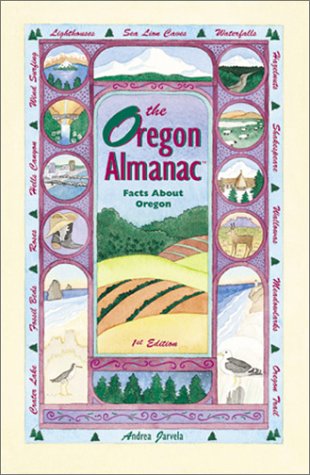 Lighthouses Sea Lion Caves Waterfalls
Wind Surfing
Hells Canyon
Roses
Fossil Beds
Crater Lake
the
Oregon
Almanac™
Facts About
Oregon
1st Edition
Hazelnuts
Shakespeare
Wallowas
Meadowlarks
Oregon Trail
Andrea Jarvela